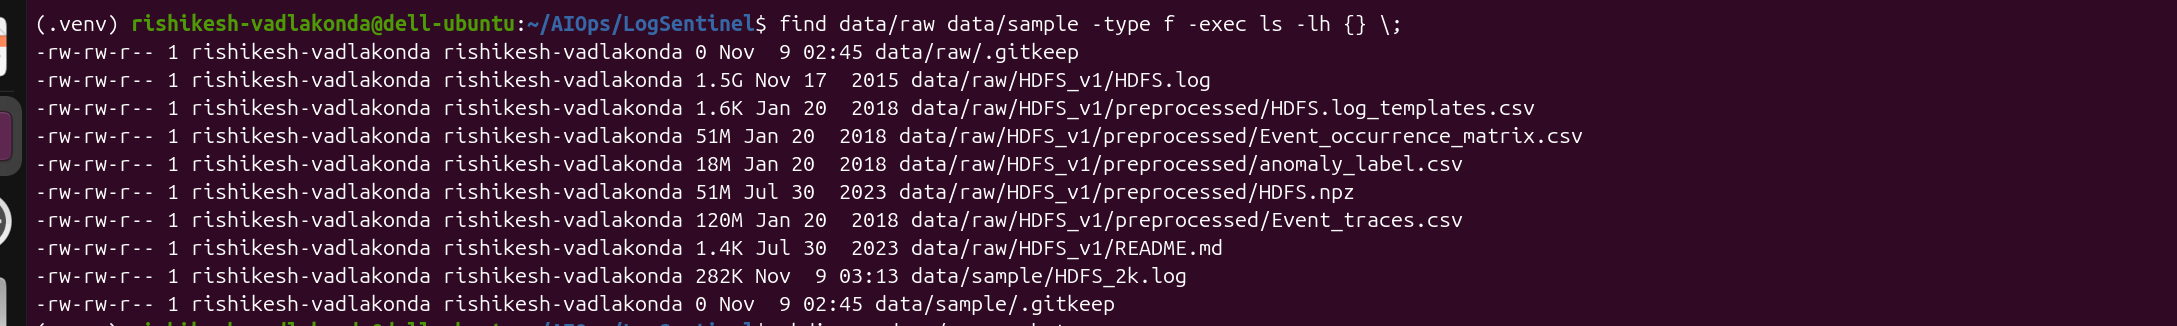 (.venv) rishikesh-vadlakonda@dell-ubuntu:~/AIOps/LogSentinel$ find data/raw data/sample -type f -exec ls -lh {} \;
-rw-rw-r-- 1 rishikesh-vadlakonda rishikesh-vadlakonda 0 Nov  9 02:45 data/raw/.gitkeep
-rw-rw-r-- 1 rishikesh-vadlakonda rishikesh-vadlakonda 1.5G Nov 17  2015 data/raw/HDFS_v1/HDFS.log
-rw-rw-r-- 1 rishikesh-vadlakonda rishikesh-vadlakonda 1.6K Jan 20  2018 data/raw/HDFS_v1/preprocessed/HDFS.log_templates.csv
-rw-rw-r-- 1 rishikesh-vadlakonda rishikesh-vadlakonda 51M Jan 20  2018 data/raw/HDFS_v1/preprocessed/Event_occurrence_matrix.csv
-rw-rw-r-- 1 rishikesh-vadlakonda rishikesh-vadlakonda 18M Jan 20  2018 data/raw/HDFS_v1/preprocessed/anomaly_label.csv
-rw-rw-r-- 1 rishikesh-vadlakonda rishikesh-vadlakonda 51M Jul 30  2023 data/raw/HDFS_v1/preprocessed/HDFS.npz
-rw-rw-r-- 1 rishikesh-vadlakonda rishikesh-vadlakonda 120M Jan 20  2018 data/raw/HDFS_v1/preprocessed/Event_traces.csv
-rw-rw-r-- 1 rishikesh-vadlakonda rishikesh-vadlakonda 1.4K Jul 30  2023 data/raw/HDFS_v1/README.md
-rw-rw-r-- 1 rishikesh-vadlakonda rishikesh-vadlakonda 282K Nov  9 03:13 data/sample/HDFS_2k.log
-rw-rw-r-- 1 rishikesh-vadlakonda rishikesh-vadlakonda 0 Nov  9 02:45 data/sample/.gitkeep